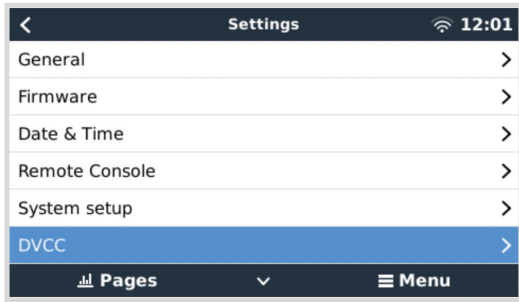 Settings 12:01
General
Firmware
Date & Time
Remote Console
System setup
DVCC
Pages Menu